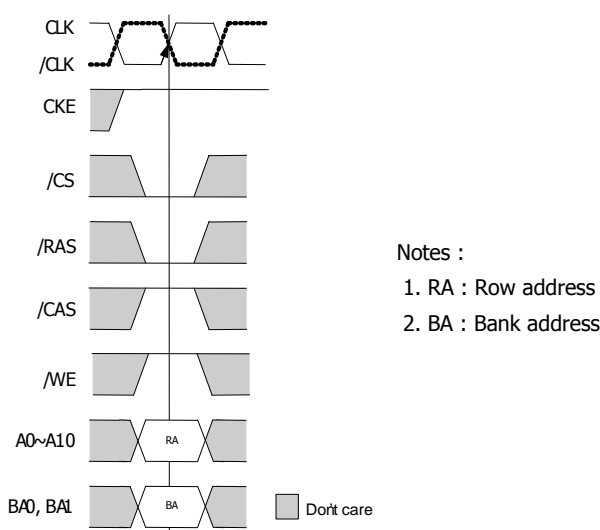 CLK
/CLK
CKE
/CS
/RAS
/CAS
/WE
A0~A10 RA
BA0, BA1 BA
Don't care
Notes :
1. RA : Row address
2. BA : Bank address